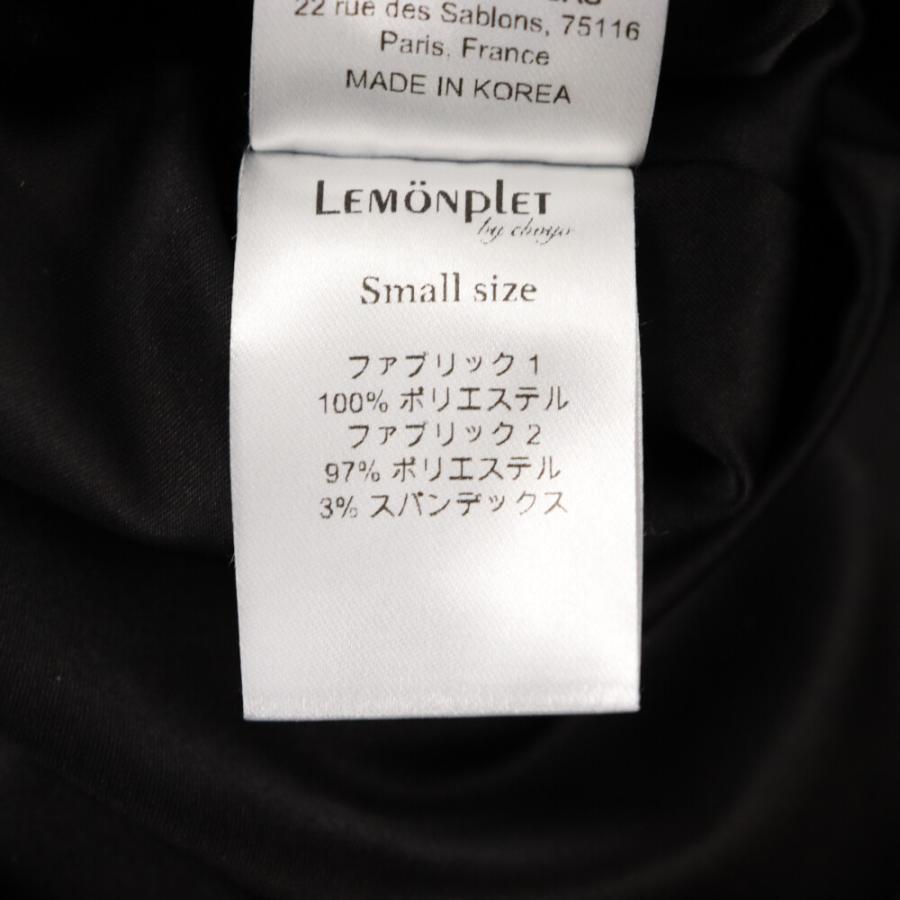 22 rue des Sablons, 75116
Paris, France
MADE IN KOREA
LEMÖNPLET
by choya
Small size
ファブリック1
100% ポリエステル
ファブリック2
97% ポリエステル
3% スパンデックス